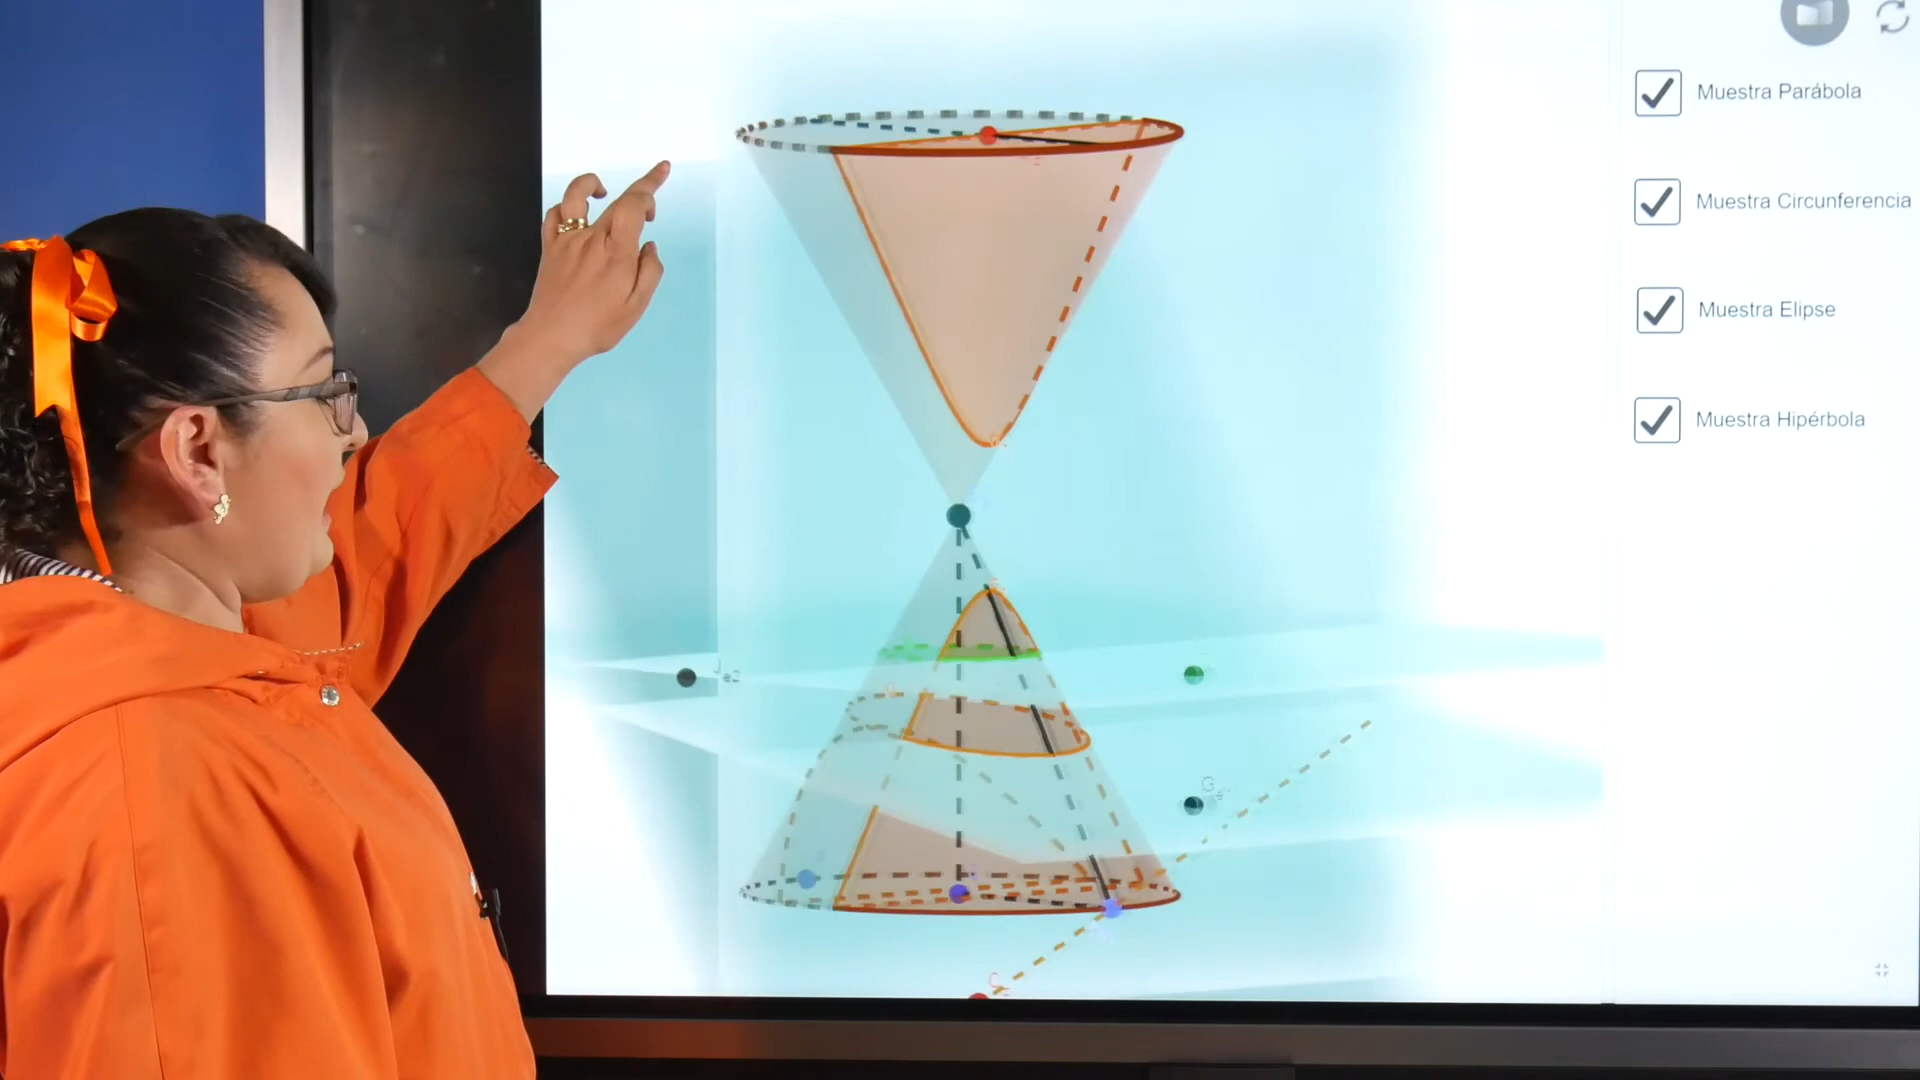 Muestra Parábola
Muestra Circunferencia
Muestra Elipse
Muestra Hipérbola
G